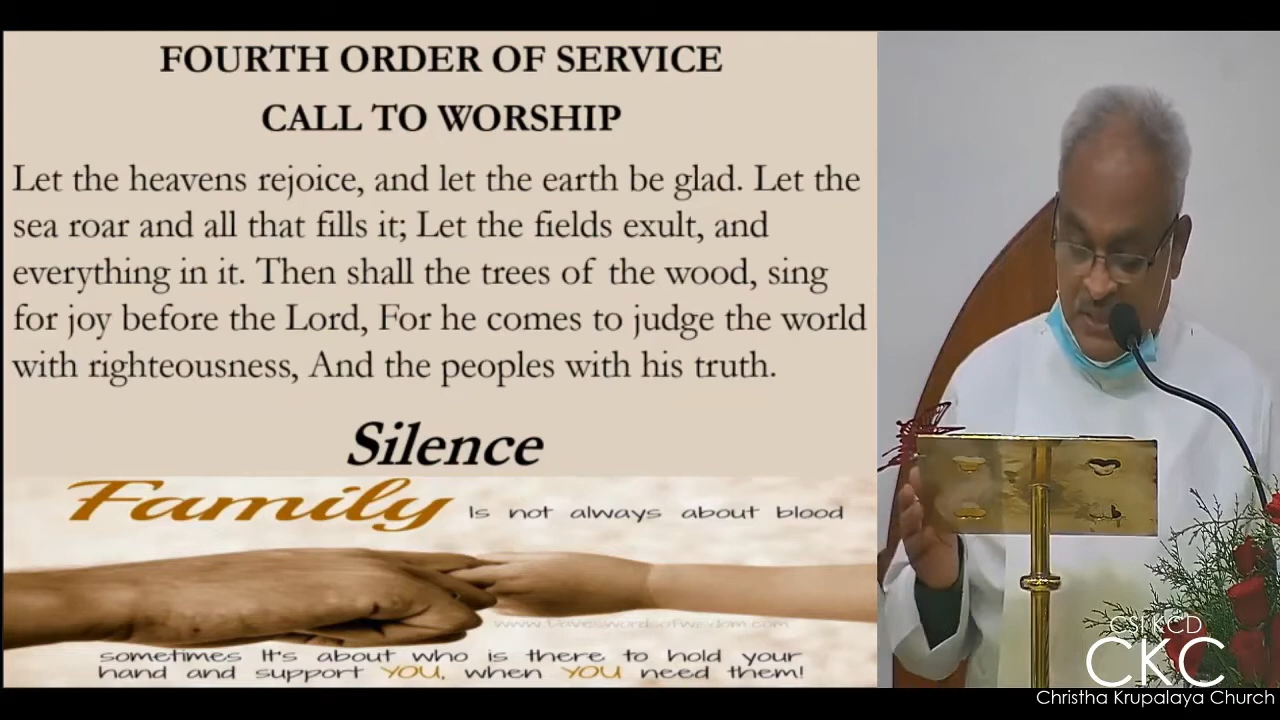 FOURTH ORDER OF SERVICE
CALL TO WORSHIP
Let the heavens rejoice, and let the earth be glad. Let the
sea roar and all that fills it; Let the fields exult, and
everything in it. Then shall the trees of the wood, sing
for joy before the Lord, For he comes to judge the world
with righteousness, And the peoples with his truth.
Silence
Family Is not always about blood
www.Daveswordsofwisdom.com
sometimes It's about who is there to hold your
hand and support YOU, when YOU need them!
CSI KCD
CKC
Christha Krupalaya Church